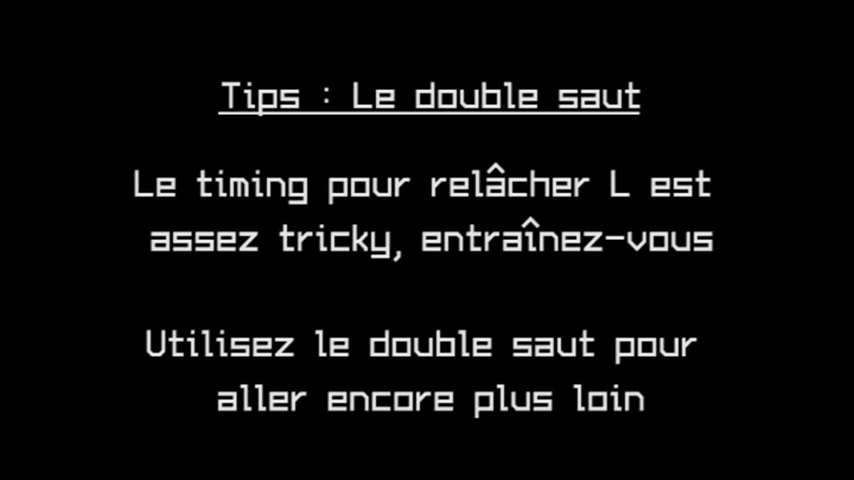 Tips : Le double saut
Le timing pour relâcher L est
assez tricky, entraînez-vous
Utilisez le double saut pour
aller encore plus loin